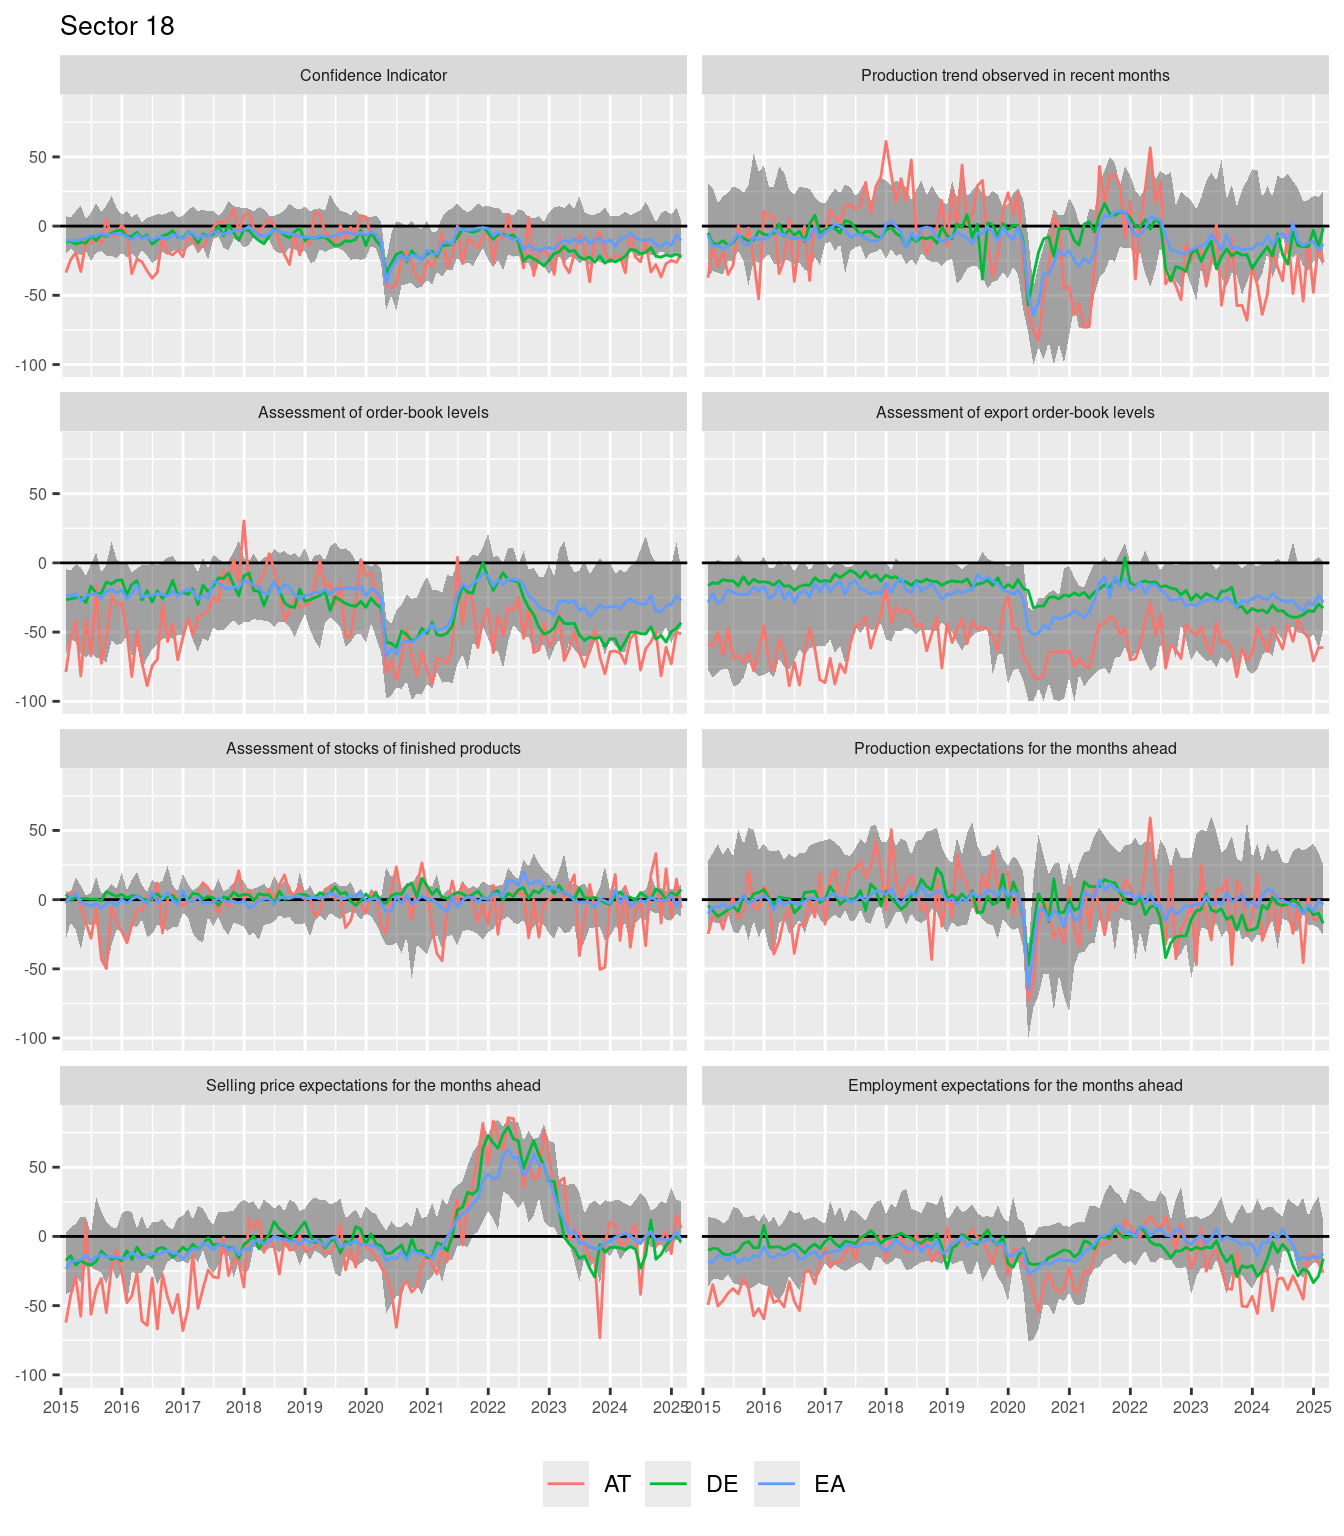 Sector 18
Confidence Indicator
Production trend observed in recent months
50
0
-50
-100
Assessment of order-book levels
Assessment of export order-book levels
50
0
-50
-100
Assessment of stocks of finished products
Production expectations for the months ahead
50
0
-50
-100
Selling price expectations for the months ahead
Employment expectations for the months ahead
50
0
-50
-100
2015 2016 2017 2018 2019 2020 2021 2022 2023 2024 2025
2015 2016 2017 2018 2019 2020 2021 2022 2023 2024 2025
AT DE EA